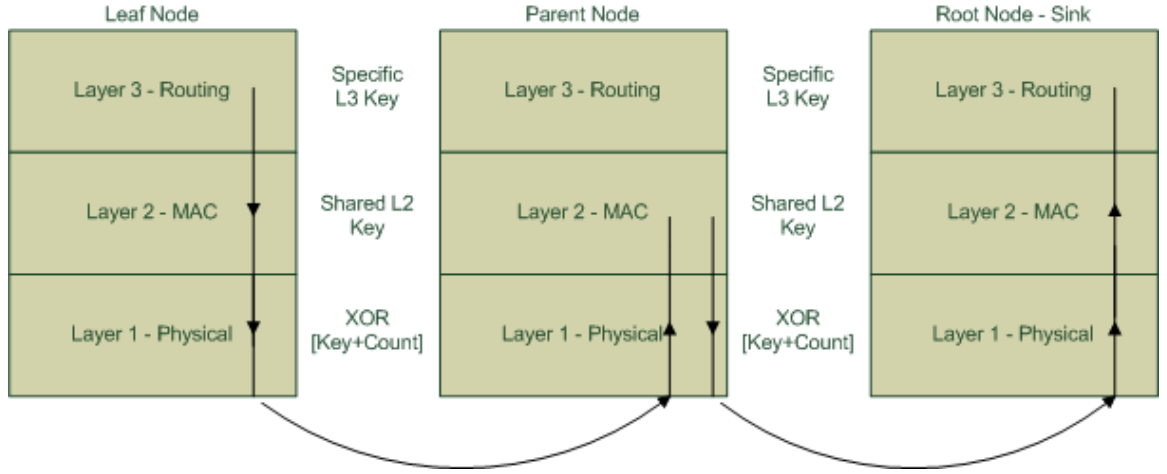 Leaf Node
Parent Node
Root Node - Sink
Layer 3 - Routing
Specific
L3 Key
Layer 3 - Routing
Specific
L3 Key
Layer 3 - Routing
Layer 2 - MAC
Shared L2
Key
Layer 2 - MAC
Shared L2
Key
Layer 2 - MAC
Layer 1 - Physical
XOR
[Key+Count]
Layer 1 - Physical
XOR
[Key+Count]
Layer 1 - Physical